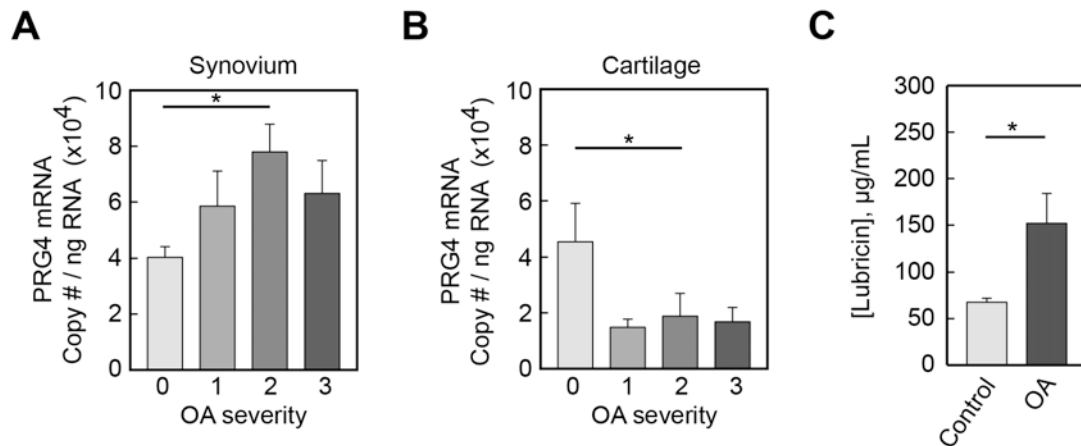 A
Synovium
PRG4 mRNA
Copy # / ng RNA (x10⁴)
10
8
6
4
2
0
*
0 1 2 3
OA severity
B
Cartilage
PRG4 mRNA
Copy # / ng RNA (x10⁴)
10
8
6
4
2
0
*
0 1 2 3
OA severity
C
[Lubricin], µg/mL
300
250
200
150
100
50
0
*
Control
OA